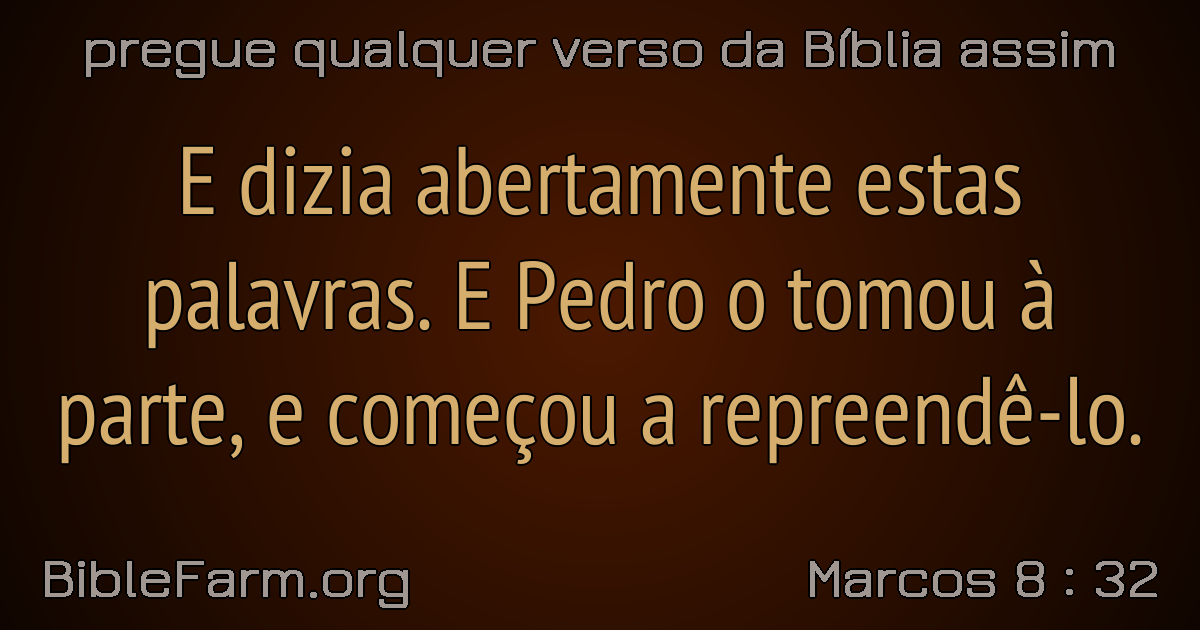 pregue qualquer verso da Bíblia assim
E dizia abertamente estas
palavras. E Pedro o tomou à
parte, e começou a repreendê-lo.
BibleFarm.org
Marcos 8 : 32